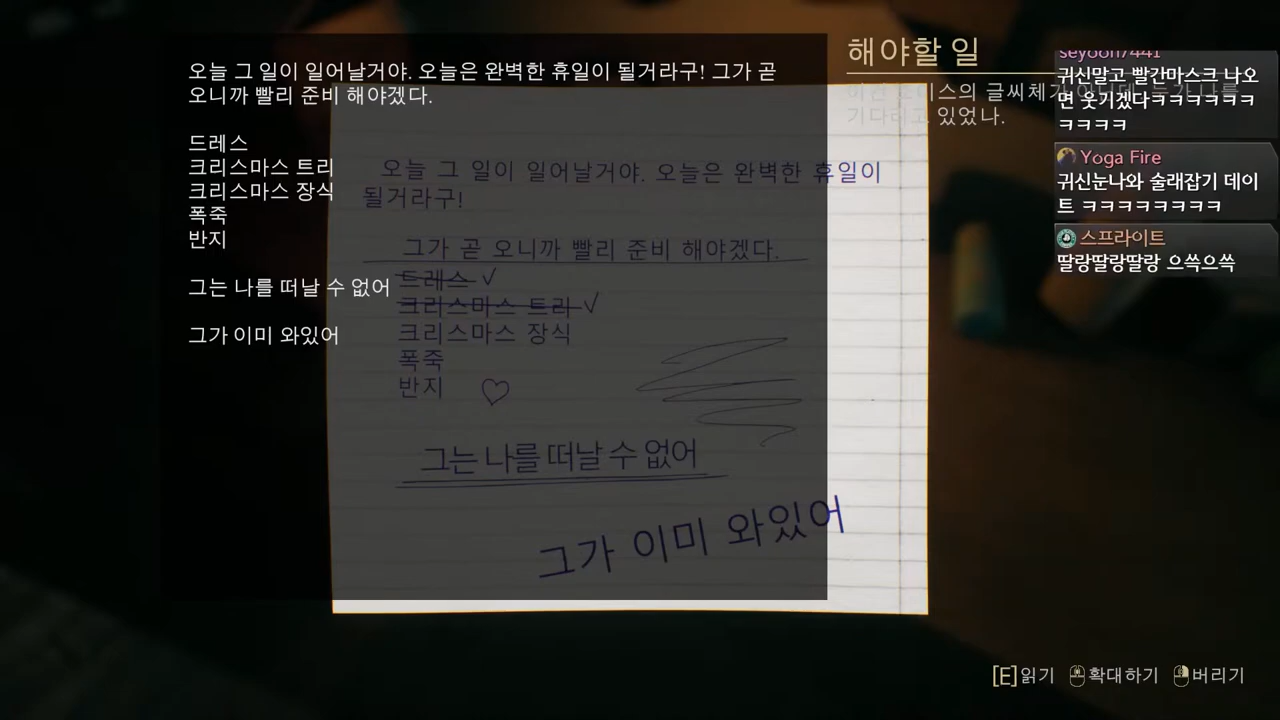 오늘 그 일이 일어날거야. 오늘은 완벽한 휴일이 될거라구! 그가 곧
오니까 빨리 준비 해야겠다.
드레스
크리스마스 트리
크리스마스 장식
폭죽
반지
그는 나를 떠날 수 없어
그가 이미 와있어
오늘 그 일이 일어날거야. 오늘은 완벽한 휴일이
될거라구!
그가 곧 오니까 빨리 준비 해야겠다.
드레스 ✓
크리스마스 트리 ✓
크리스마스 장식
폭죽
반지 ♡
그는 나를 떠날 수 없어
그가 이미 와있어
해야할 일
글씨체가
기다리고 있었나.
seyoon7441
귀신말고 빨간마스크 나오
면 웃기겠다ㅋㅋㅋㅋㅋㅋ
ㅋㅋㅋㅋ
Yoga Fire
귀신눈나와 술래잡기 데이
트 ㅋㅋㅋㅋㅋㅋㅋㅋ
스프라이트
딸랑딸랑딸랑 으쓱으쓱
[E]읽기 확대하기 버리기